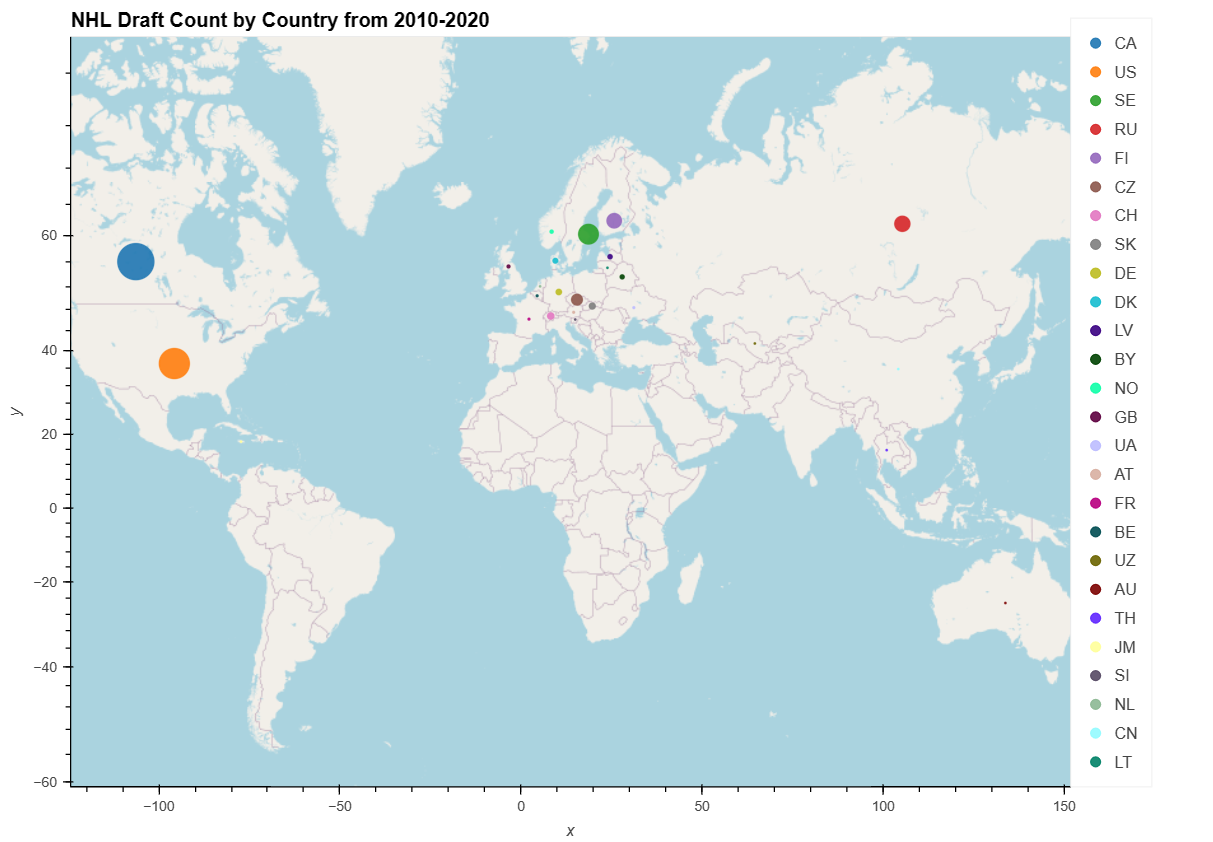 NHL Draft Count by Country from 2010-2020
60
40
20
0
−20
−40
−60
y
−100
−50
0
50
100
150
x
CA
US
SE
RU
FI
CZ
CH
SK
DE
DK
LV
BY
NO
GB
UA
AT
FR
BE
UZ
AU
TH
JM
SI
NL
CN
LT